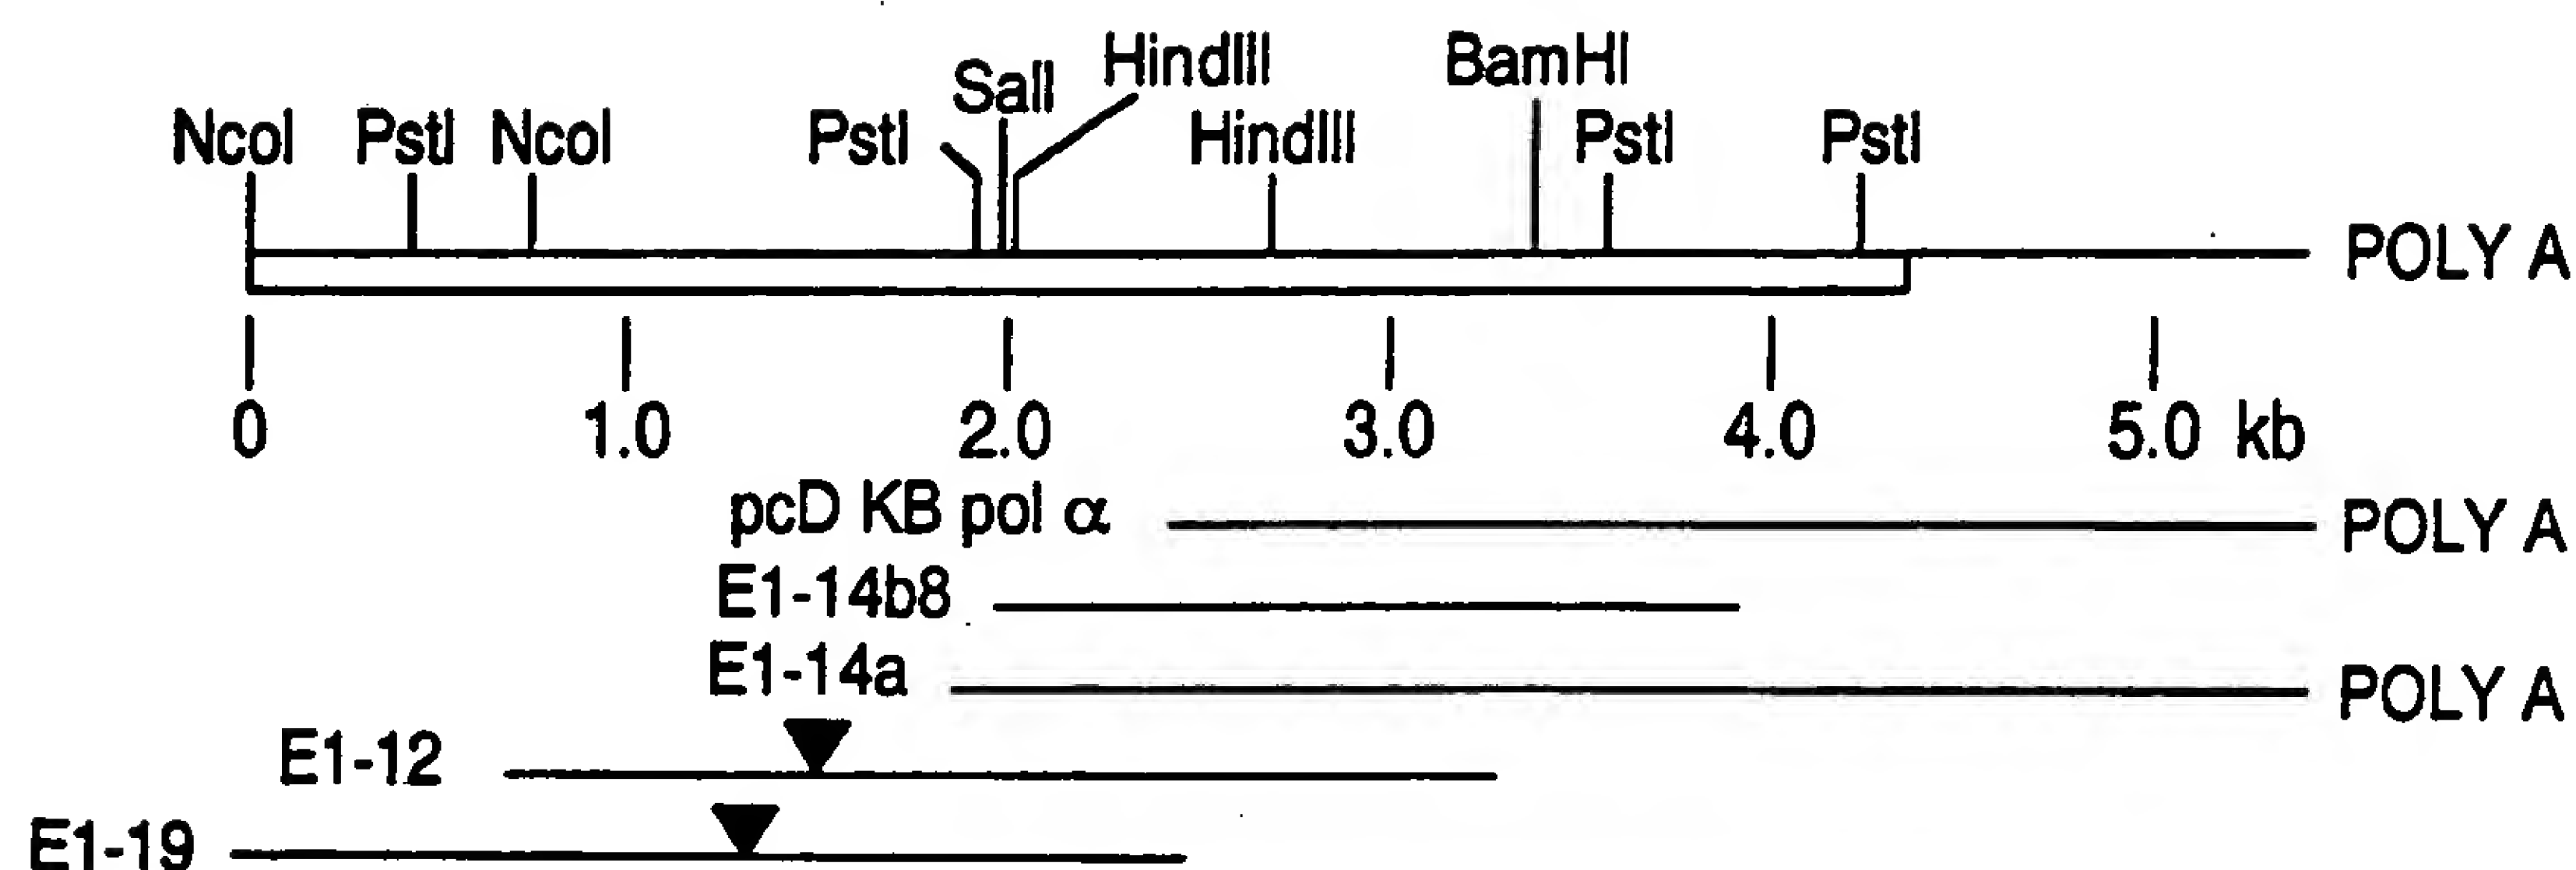 SalI HindIII BamHI
NcoI PstI NcoI PstI HindIII PstI PstI
POLY A
0 1.0 2.0 3.0 4.0 5.0 kb
pcD KB pol α POLY A
E1-14b8
E1-14a POLY A
E1-12
E1-19